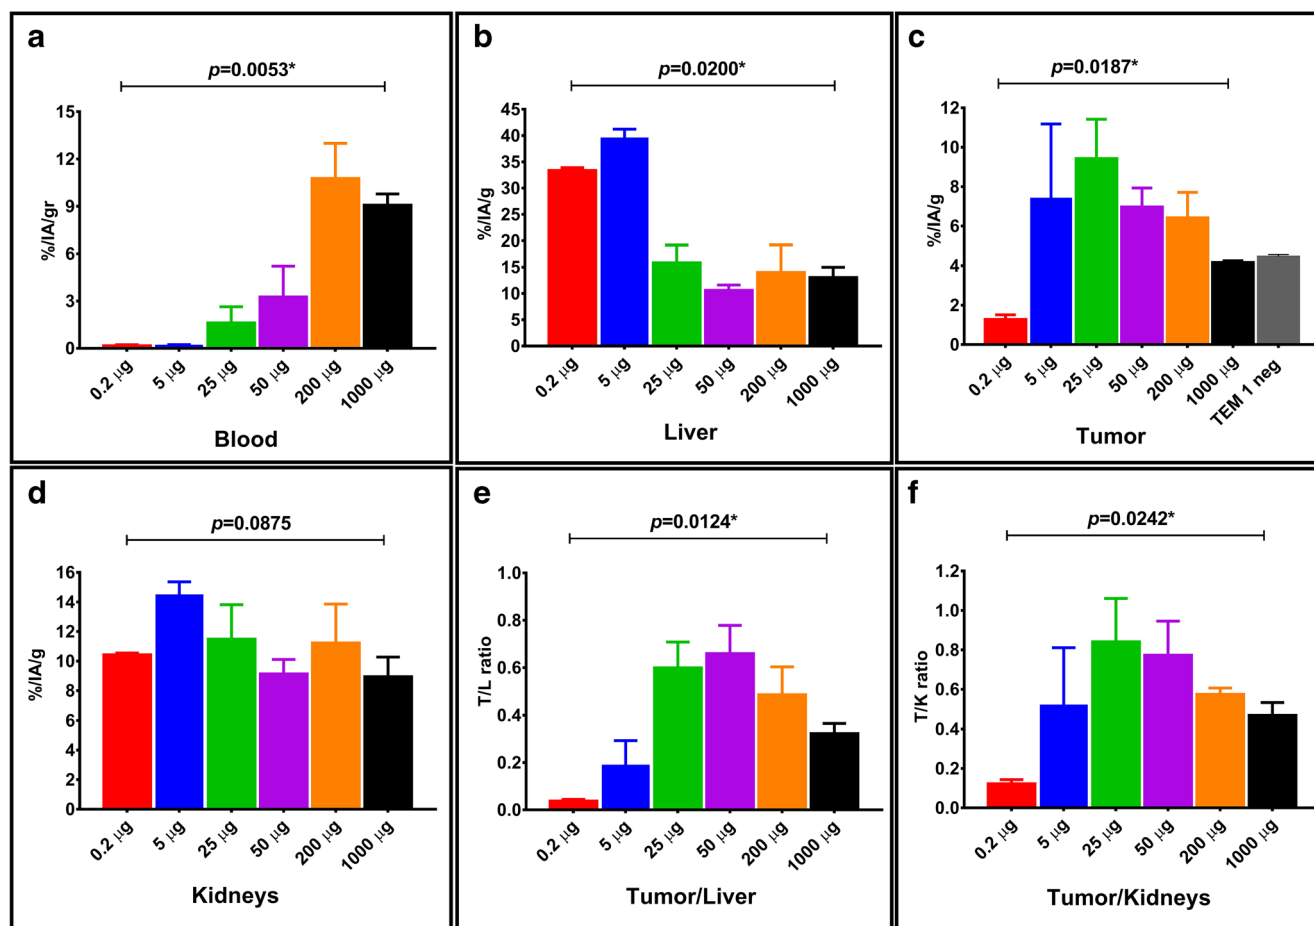 a
p=0.0053*
15
12
9
6
3
0
%/IA/gr
0.2 μg
5 μg
25 μg
50 μg
200 μg
1000 μg
Blood
b
p=0.0200*
45
40
35
30
25
20
15
10
5
0
%/IA/g
0.2 μg
5 μg
25 μg
50 μg
200 μg
1000 μg
Liver
c
p=0.0187*
12
10
8
6
4
2
0
%/IA/g
0.2 μg
5 μg
25 μg
50 μg
200 μg
1000 μg
TEM 1 neg
Tumor
d
p=0.0875
16
14
12
10
8
6
4
2
0
%/IA/g
0.2 μg
5 μg
25 μg
50 μg
200 μg
1000 μg
Kidneys
e
p=0.0124*
1.0
0.8
0.6
0.4
0.2
0.0
T/L ratio
0.2 μg
5 μg
25 μg
50 μg
200 μg
1000 μg
Tumor/Liver
f
p=0.0242*
1.2
1.0
0.8
0.6
0.4
0.2
0.0
T/K ratio
0.2 μg
5 μg
25 μg
50 μg
200 μg
1000 μg
Tumor/Kidneys